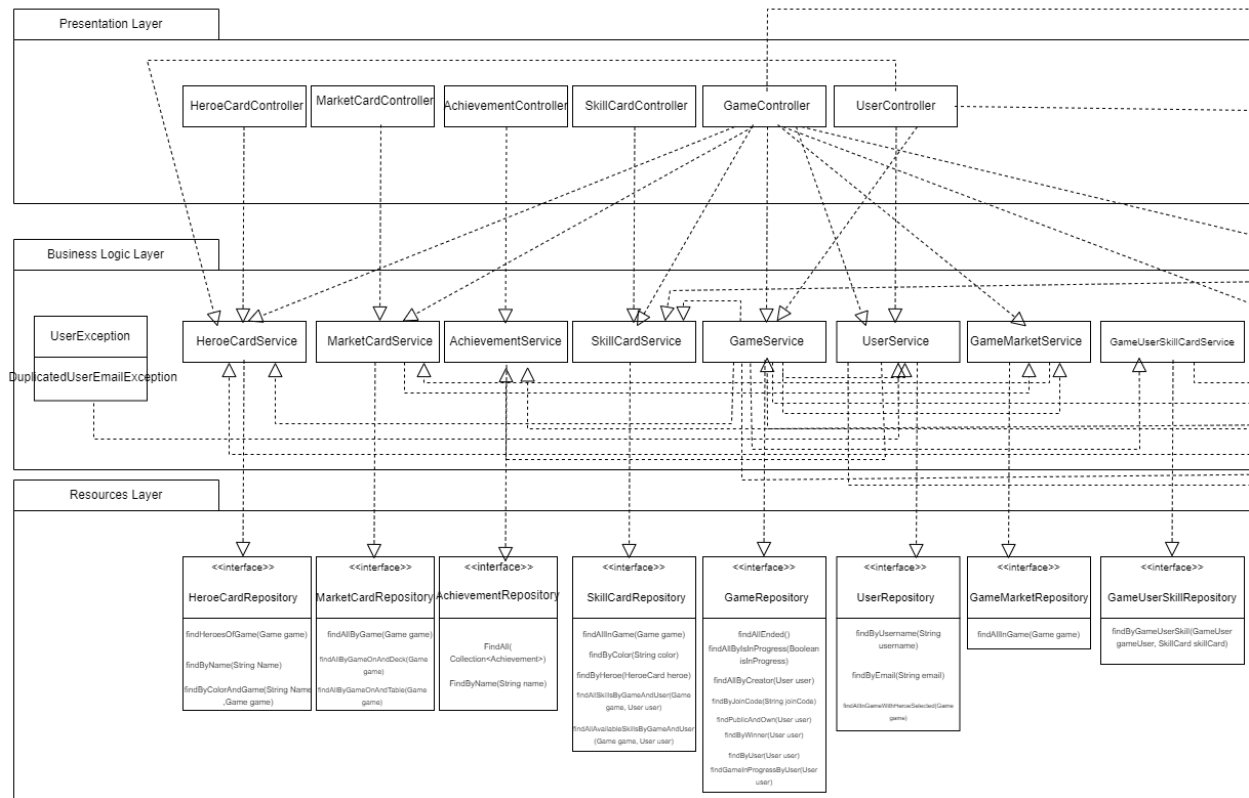 Presentation Layer
HeroeCardController
MarketCardController
AchievementController
SkillCardController
GameController
UserController
Business Logic Layer
UserException
DuplicatedUserEmailException
HeroeCardService
MarketCardService
AchievementService
SkillCardService
GameService
UserService
GameMarketService
GameUserSkillCardService
Resources Layer
<<interface>>
HeroeCardRepository
findHeroesOfGame(Game game)
findByName(String Name)
findByColorAndGame(String Name
,Game game)
<<interface>>
MarketCardRepository
findAllByGame(Game game)
findAllByGameOnAndDeck(Game
game)
findAllByGameOnAndTable(Game
game)
<<interface>>
AchievementRepository
FindAll(
Collection<Achievement>)
FindByName(String name)
<<interface>>
SkillCardRepository
findAllInGame(Game game)
findByColor(String color)
findByHeroe(HeroeCard heroe)
findAllSkillsByGameAndUser(Game
game, User user)
findAllAvailableSkillsByGameAndUser
(Game game, User user)
<<interface>>
GameRepository
findAllEnded()
findAllByIsInProgress(Boolean
isInProgress)
findAllByCreator(User user)
findByJoinCode(String joinCode)
findPublicAndOwn(User user)
findByWinner(User user)
findByUser(User user)
findGameInProgressByUser(User
user)
<<interface>>
UserRepository
findByUsername(String
username)
findByEmail(String email)
findAllInGameWithHeroeSelected(Game
game)
<<interface>>
GameMarketRepository
findAllInGame(Game game)
<<interface>>
GameUserSkillRepository
findByGameUserSkill(GameUser
gameUser, SkillCard skillCard)